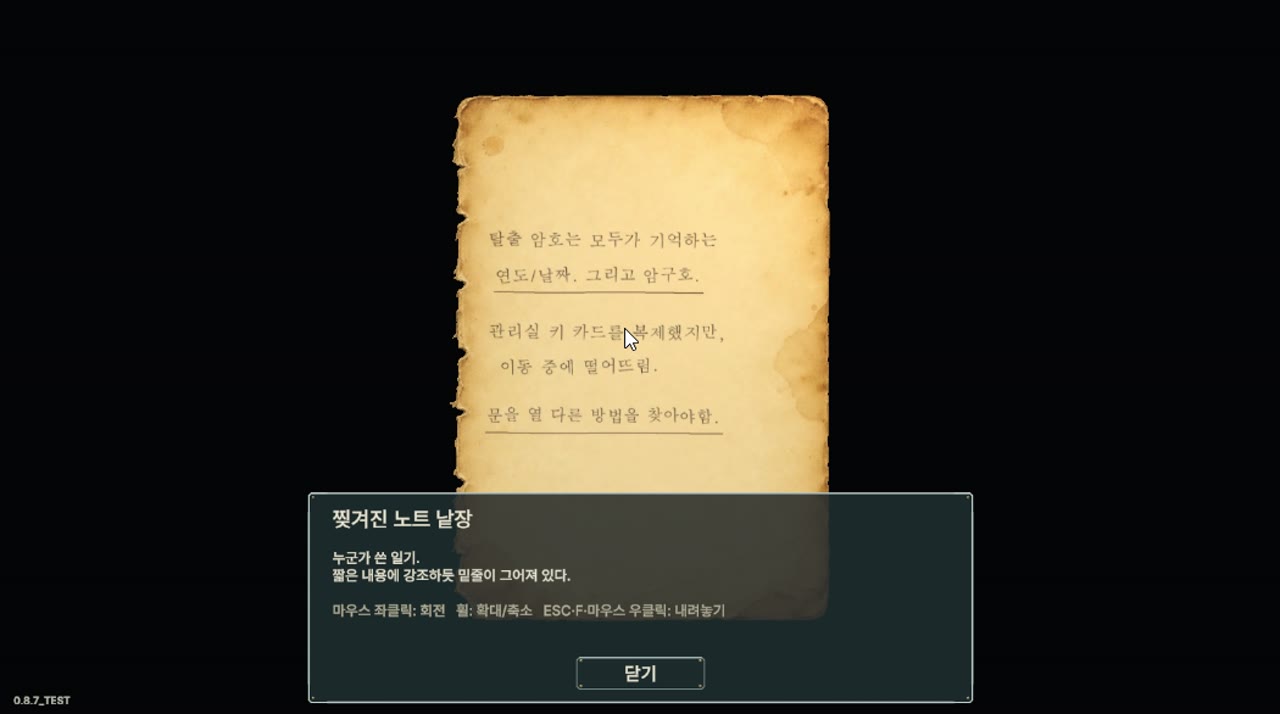 탈출 암호는 모두가 기억하는
연도/날짜. 그리고 암구호.
관리실 키 카드를 복제했지만,
이동 중에 떨어뜨림.
문을 열 다른 방법을 찾아야함.
찢겨진 노트 낱장
누군가 쓴 일기.
짧은 내용에 강조하듯 밑줄이 그어져 있다.
마우스 좌클릭: 회전 휠: 확대/축소 ESC·F·마우스 우클릭: 내려놓기
닫기
0.8.7_TEST